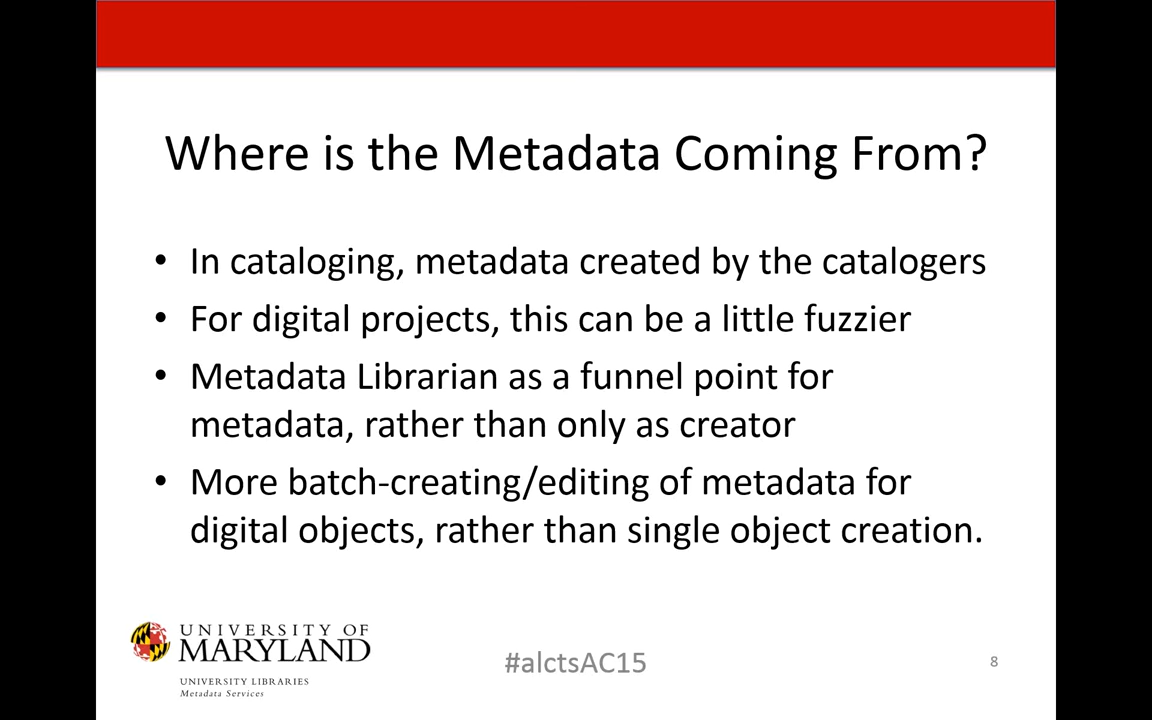 Where is the Metadata Coming From?
• In cataloging, metadata created by the catalogers
• For digital projects, this can be a little fuzzier
• Metadata Librarian as a funnel point for
metadata, rather than only as creator
• More batch-creating/editing of metadata for
digital objects, rather than single object creation.
UNIVERSITY OF
MARYLAND
UNIVERSITY LIBRARIES
Metadata Services
#alctsAC15
8